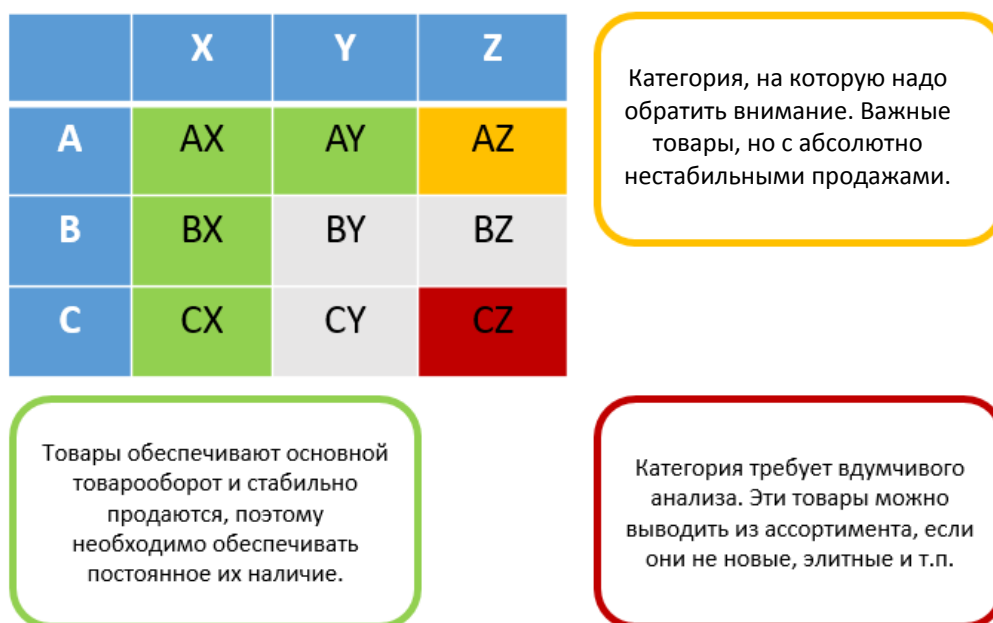 X Y Z
A AX AY AZ
B BX BY BZ
C CX CY CZ
Категория, на которую надо
обратить внимание. Важные
товары, но с абсолютно
нестабильными продажами.
Товары обеспечивают основной
товарооборот и стабильно
продаются, поэтому
необходимо обеспечивать
постоянное их наличие.
Категория требует вдумчивого
анализа. Эти товары можно
выводить из ассортимента, если
они не новые, элитные и т.п.